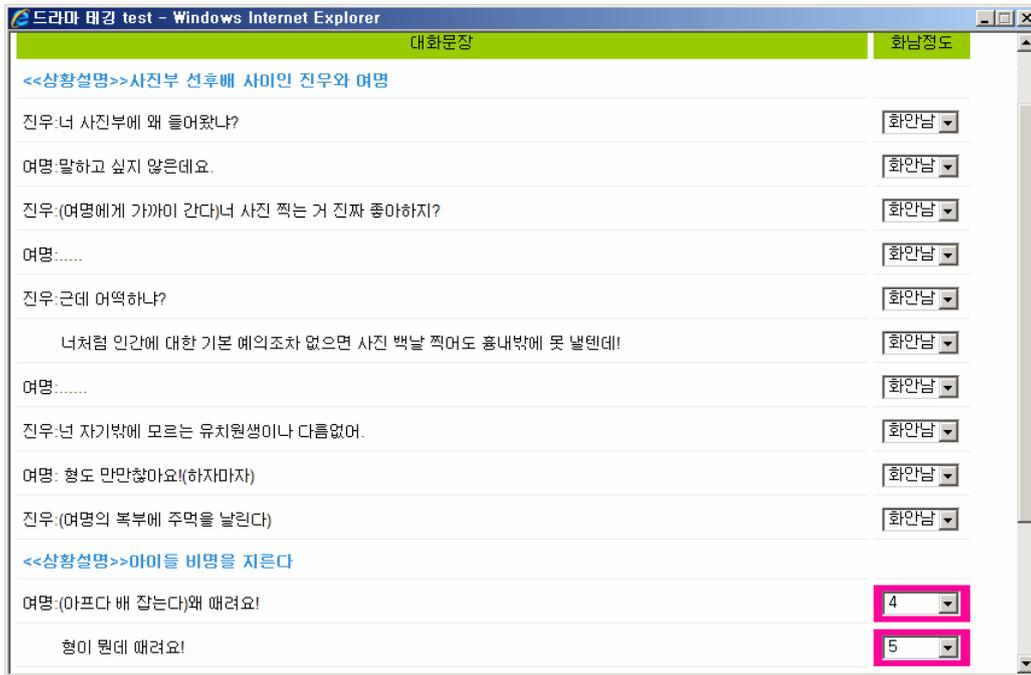 드라마 태깅 test - Windows Internet Explorer
대화문장 화남정도
<<상황설명>>사진부 선후배 사이인 진우와 여명
진우:너 사진부에 왜 들어왔냐? 화안남
여명:말하고 싶지 않은데요. 화안남
진우:(여명에게 가까이 간다)너 사진 찍는 거 진짜 좋아하지? 화안남
여명:..... 화안남
진우:근데 어떡하냐? 화안남
너처럼 인간에 대한 기본 예의조차 없으면 사진 백날 찍어도 흉내밖에 못 낼텐데! 화안남
여명:...... 화안남
진우:넌 자기밖에 모르는 유치원생이나 다름없어. 화안남
여명: 형도 만만찮아요!(하자마자) 화안남
진우:(여명의 복부에 주먹을 날린다) 화안남
<<상황설명>>아이들 비명을 지른다
여명:(아프다 배 잡는다)왜 때려요! 4
형이 뭔데 때려요! 5